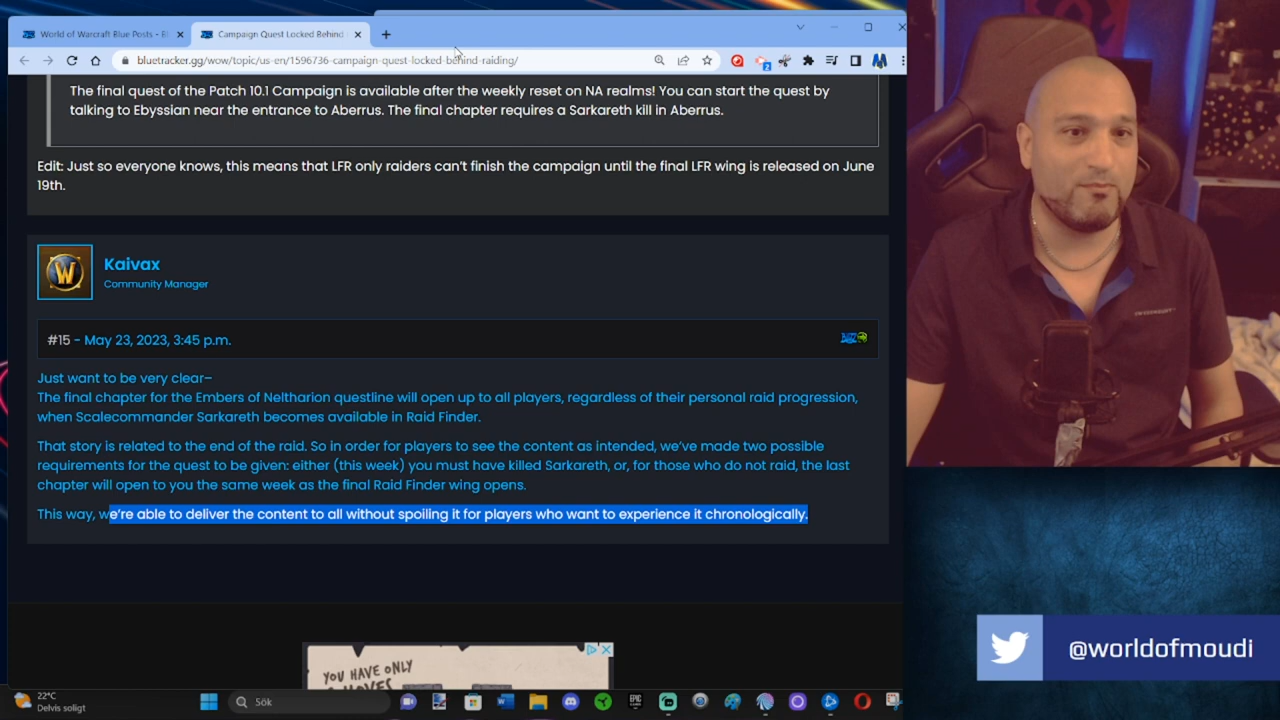 World of Warcraft Blue Posts - Bl
Campaign Quest Locked Behind
bluetracker.gg/wow/topic/us-en/1596736-campaign-quest-locked-behind-raiding/
2
The final quest of the Patch 10.1 Campaign is available after the weekly reset on NA realms! You can start the quest by
talking to Ebyssian near the entrance to Aberrus. The final chapter requires a Sarkareth kill in Aberrus.
Edit: Just so everyone knows, this means that LFR only raiders can’t finish the campaign until the final LFR wing is released on June
19th.
W
Kaivax
Community Manager
#15 - May 23, 2023, 3:45 p.m.
Just want to be very clear–
The final chapter for the Embers of Neltharion questline will open up to all players, regardless of their personal raid progression,
when Scalecommander Sarkareth becomes available in Raid Finder.
That story is related to the end of the raid. So in order for players to see the content as intended, we’ve made two possible
requirements for the quest to be given: either (this week) you must have killed Sarkareth, or, for those who do not raid, the last
chapter will open to you the same week as the final Raid Finder wing opens.
This way, we’re able to deliver the content to all without spoiling it for players who want to experience it chronologically.
YOU HAVE ONLY
@worldofmoudi
22°C
Delvis soligt
Sök